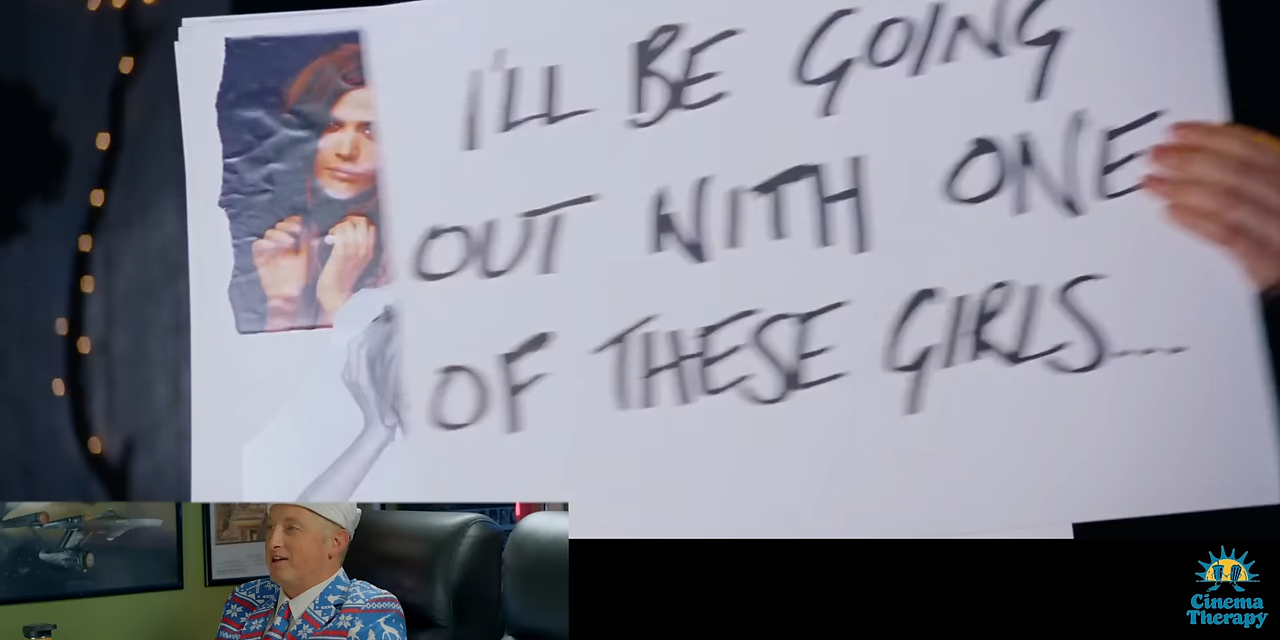 I'LL BE GOING
OUT WITH ONE
OF THESE GIRLS...
Cinema
Therapy